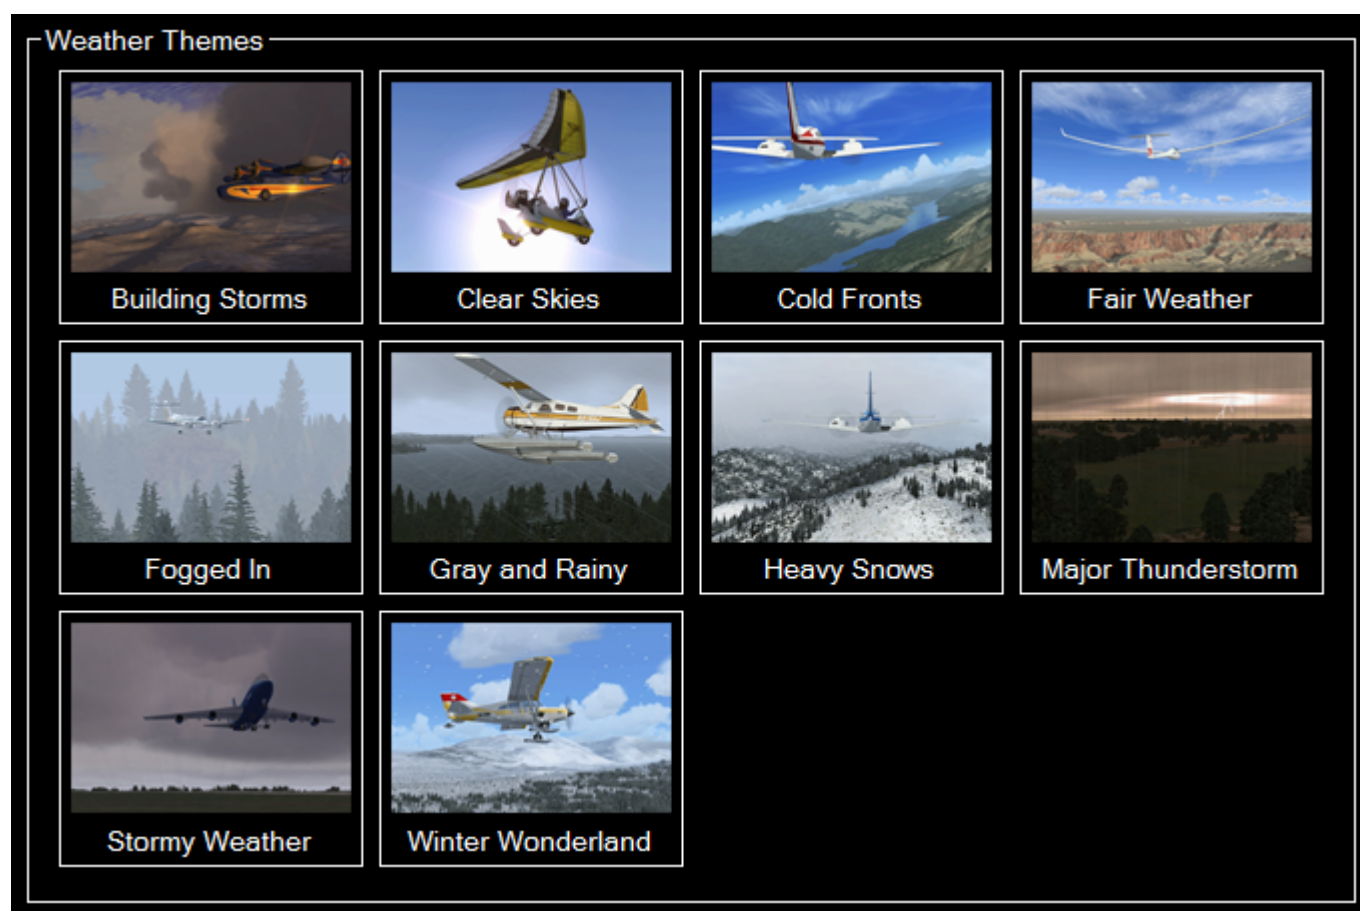 Weather Themes
Building Storms
Clear Skies
Cold Fronts
Fair Weather
Fogged In
Gray and Rainy
Heavy Snows
Major Thunderstorm
Stormy Weather
Winter Wonderland